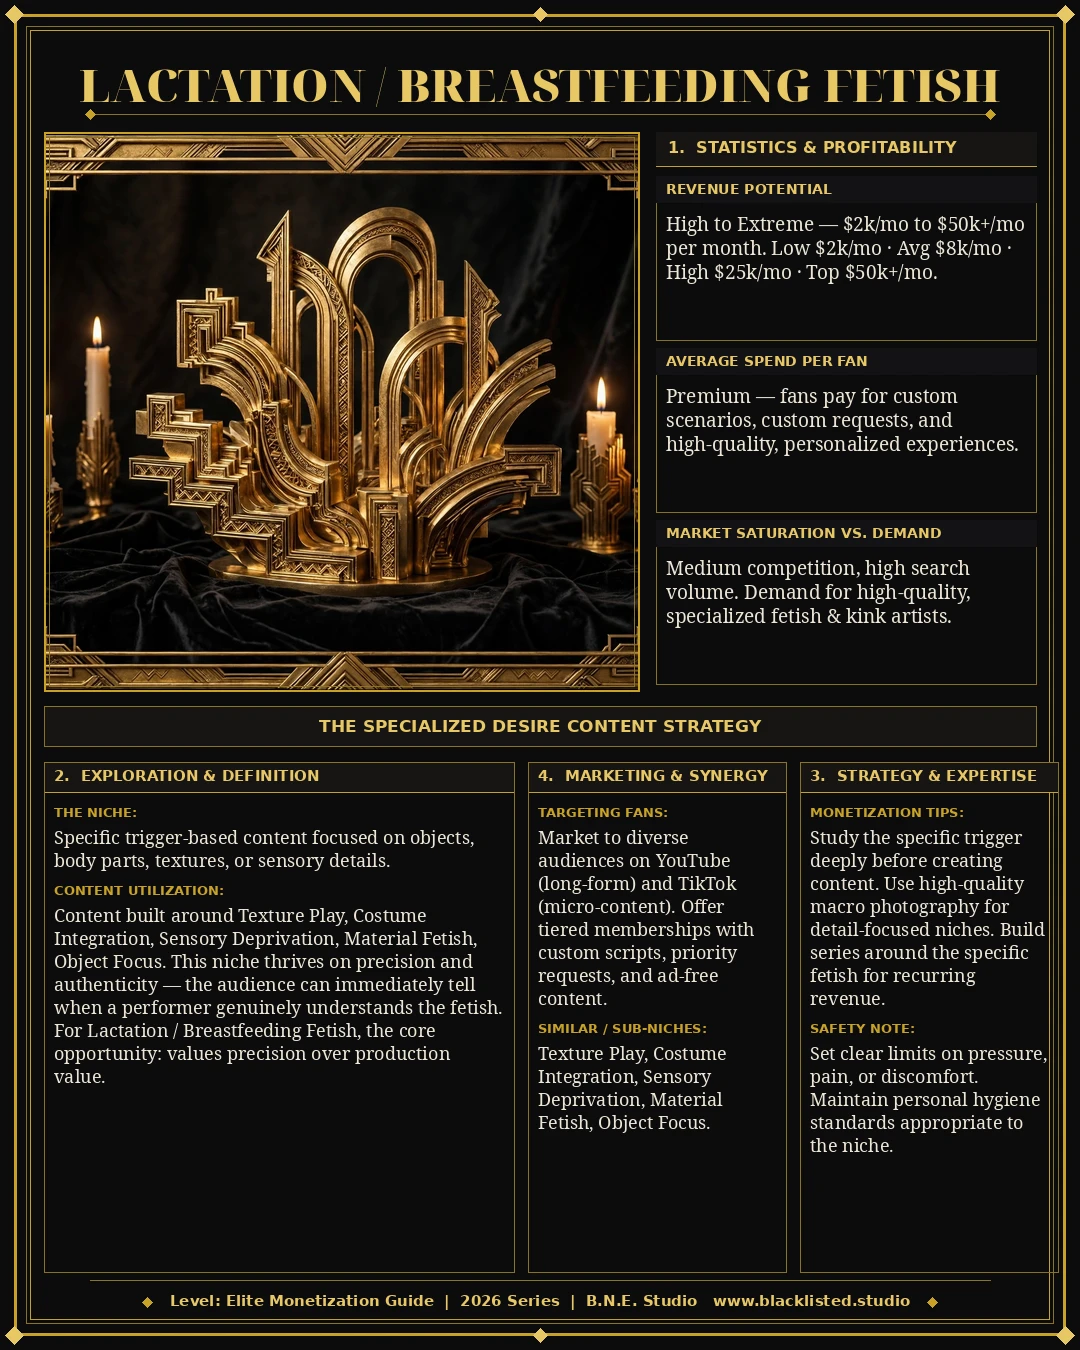 LACTATION / BREASTFEEDING FETISH
1. STATISTICS & PROFITABILITY
REVENUE POTENTIAL
High to Extreme — $2k/mo to $50k+/mo
per month. Low $2k/mo · Avg $8k/mo ·
High $25k/mo · Top $50k+/mo.
AVERAGE SPEND PER FAN
Premium — fans pay for custom
scenarios, custom requests, and
high-quality, personalized experiences.
MARKET SATURATION VS. DEMAND
Medium competition, high search
volume. Demand for high-quality,
specialized fetish & kink artists.
THE SPECIALIZED DESIRE CONTENT STRATEGY
2. EXPLORATION & DEFINITION
THE NICHE:
Specific trigger-based content focused on objects,
body parts, textures, or sensory details.
CONTENT UTILIZATION:
Content built around Texture Play, Costume
Integration, Sensory Deprivation, Material Fetish,
Object Focus. This niche thrives on precision and
authenticity — the audience can immediately tell
when a performer genuinely understands the fetish.
For Lactation / Breastfeeding Fetish, the core
opportunity: values precision over production
value.
4. MARKETING & SYNERGY
TARGETING FANS:
Market to diverse
audiences on YouTube
(long-form) and TikTok
(micro-content). Offer
tiered memberships with
custom scripts, priority
requests, and ad-free
content.
SIMILAR / SUB-NICHES:
Texture Play, Costume
Integration, Sensory
Deprivation, Material
Fetish, Object Focus.
3. STRATEGY & EXPERTISE
MONETIZATION TIPS:
Study the specific trigger
deeply before creating
content. Use high-quality
macro photography for
detail-focused niches. Build
series around the specific
fetish for recurring
revenue.
SAFETY NOTE:
Set clear limits on pressure,
pain, or discomfort.
Maintain personal hygiene
standards appropriate to
the niche.
Level: Elite Monetization Guide | 2026 Series | B.N.E. Studio www.blacklisted.studio